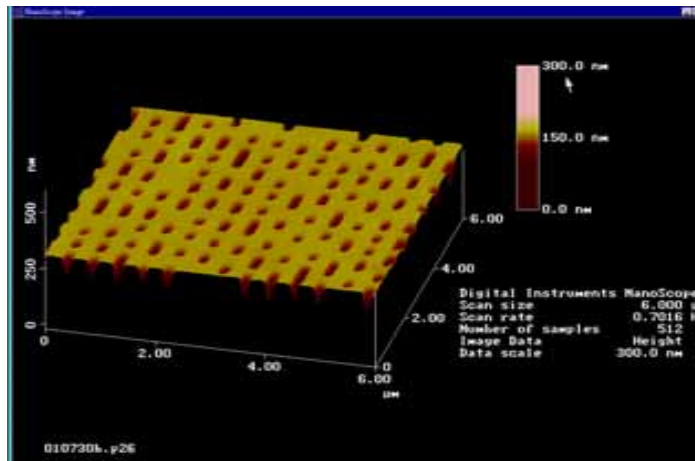 NanoScope Image
300.0 nm
150.0 nm
0.0 nm
nm
500
250
0
6.00
4.00
2.00
0
0
2.00
4.00
6.00
μm
Digital Instruments NanoScope
Scan size 6.000
Scan rate 0.7016
Number of samples 512
Image Data Height
Data scale 300.0 nm
010730b.p26